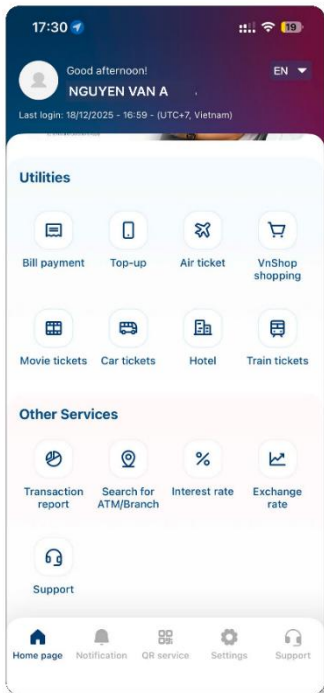 17:30
19
Good afternoon!
EN
NGUYEN VAN A
Last login: 18/12/2025 - 16:59 - (UTC+7, Vietnam)
Utilities
Bill payment Top-up Air ticket VnShop
shopping
Movie tickets Car tickets Hotel Train tickets
Other Services
Transaction Search for Interest rate Exchange
report ATM/Branch rate
Support
Home page Notification QR service Settings Support